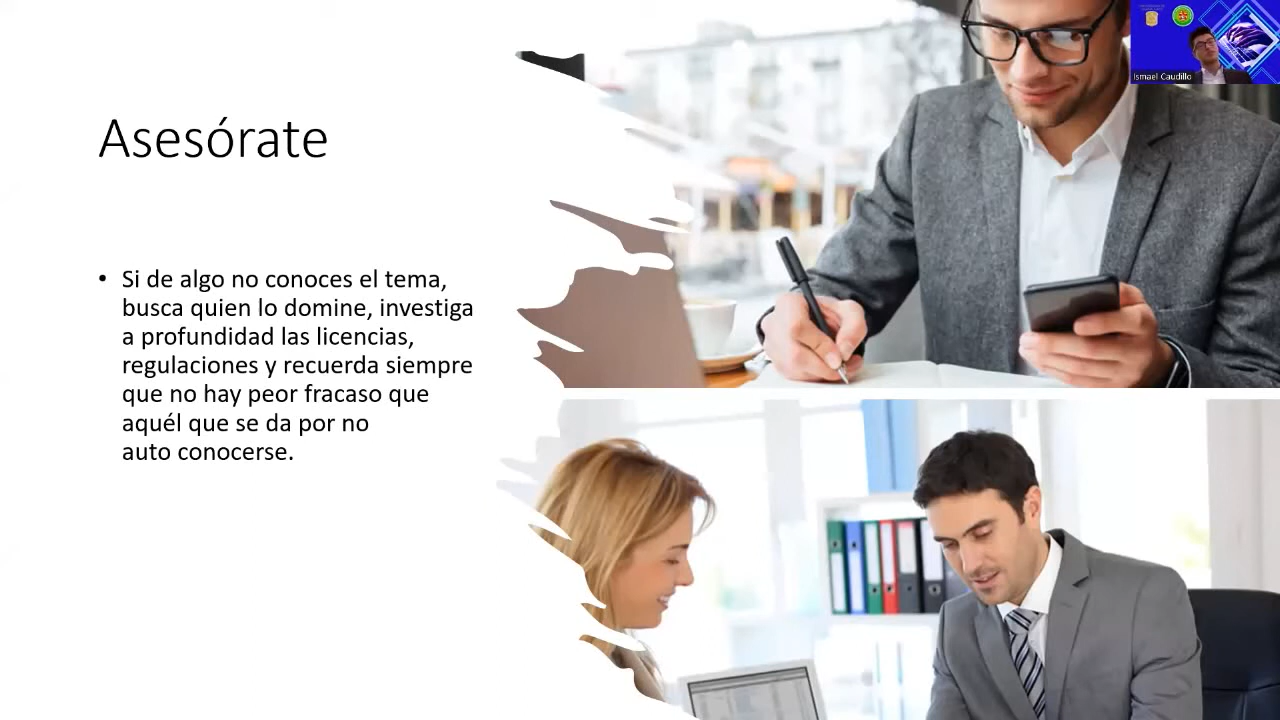 Asesórate
• Si de algo no conoces el tema,
busca quien lo domine, investiga
a profundidad las licencias,
regulaciones y recuerda siempre
que no hay peor fracaso que
aquél que se da por no
auto conocerse.
Ismael Caudillo